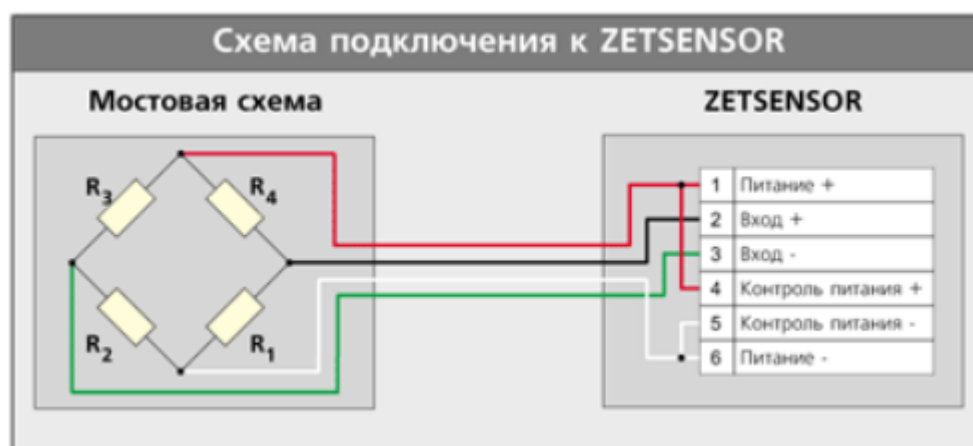 Схема подключения к ZETSENSOR
Мостовая схема
ZETSENSOR
R3
R4
R2
R1
1 Питание +
2 Вход +
3 Вход -
4 Контроль питания +
5 Контроль питания -
6 Питание -